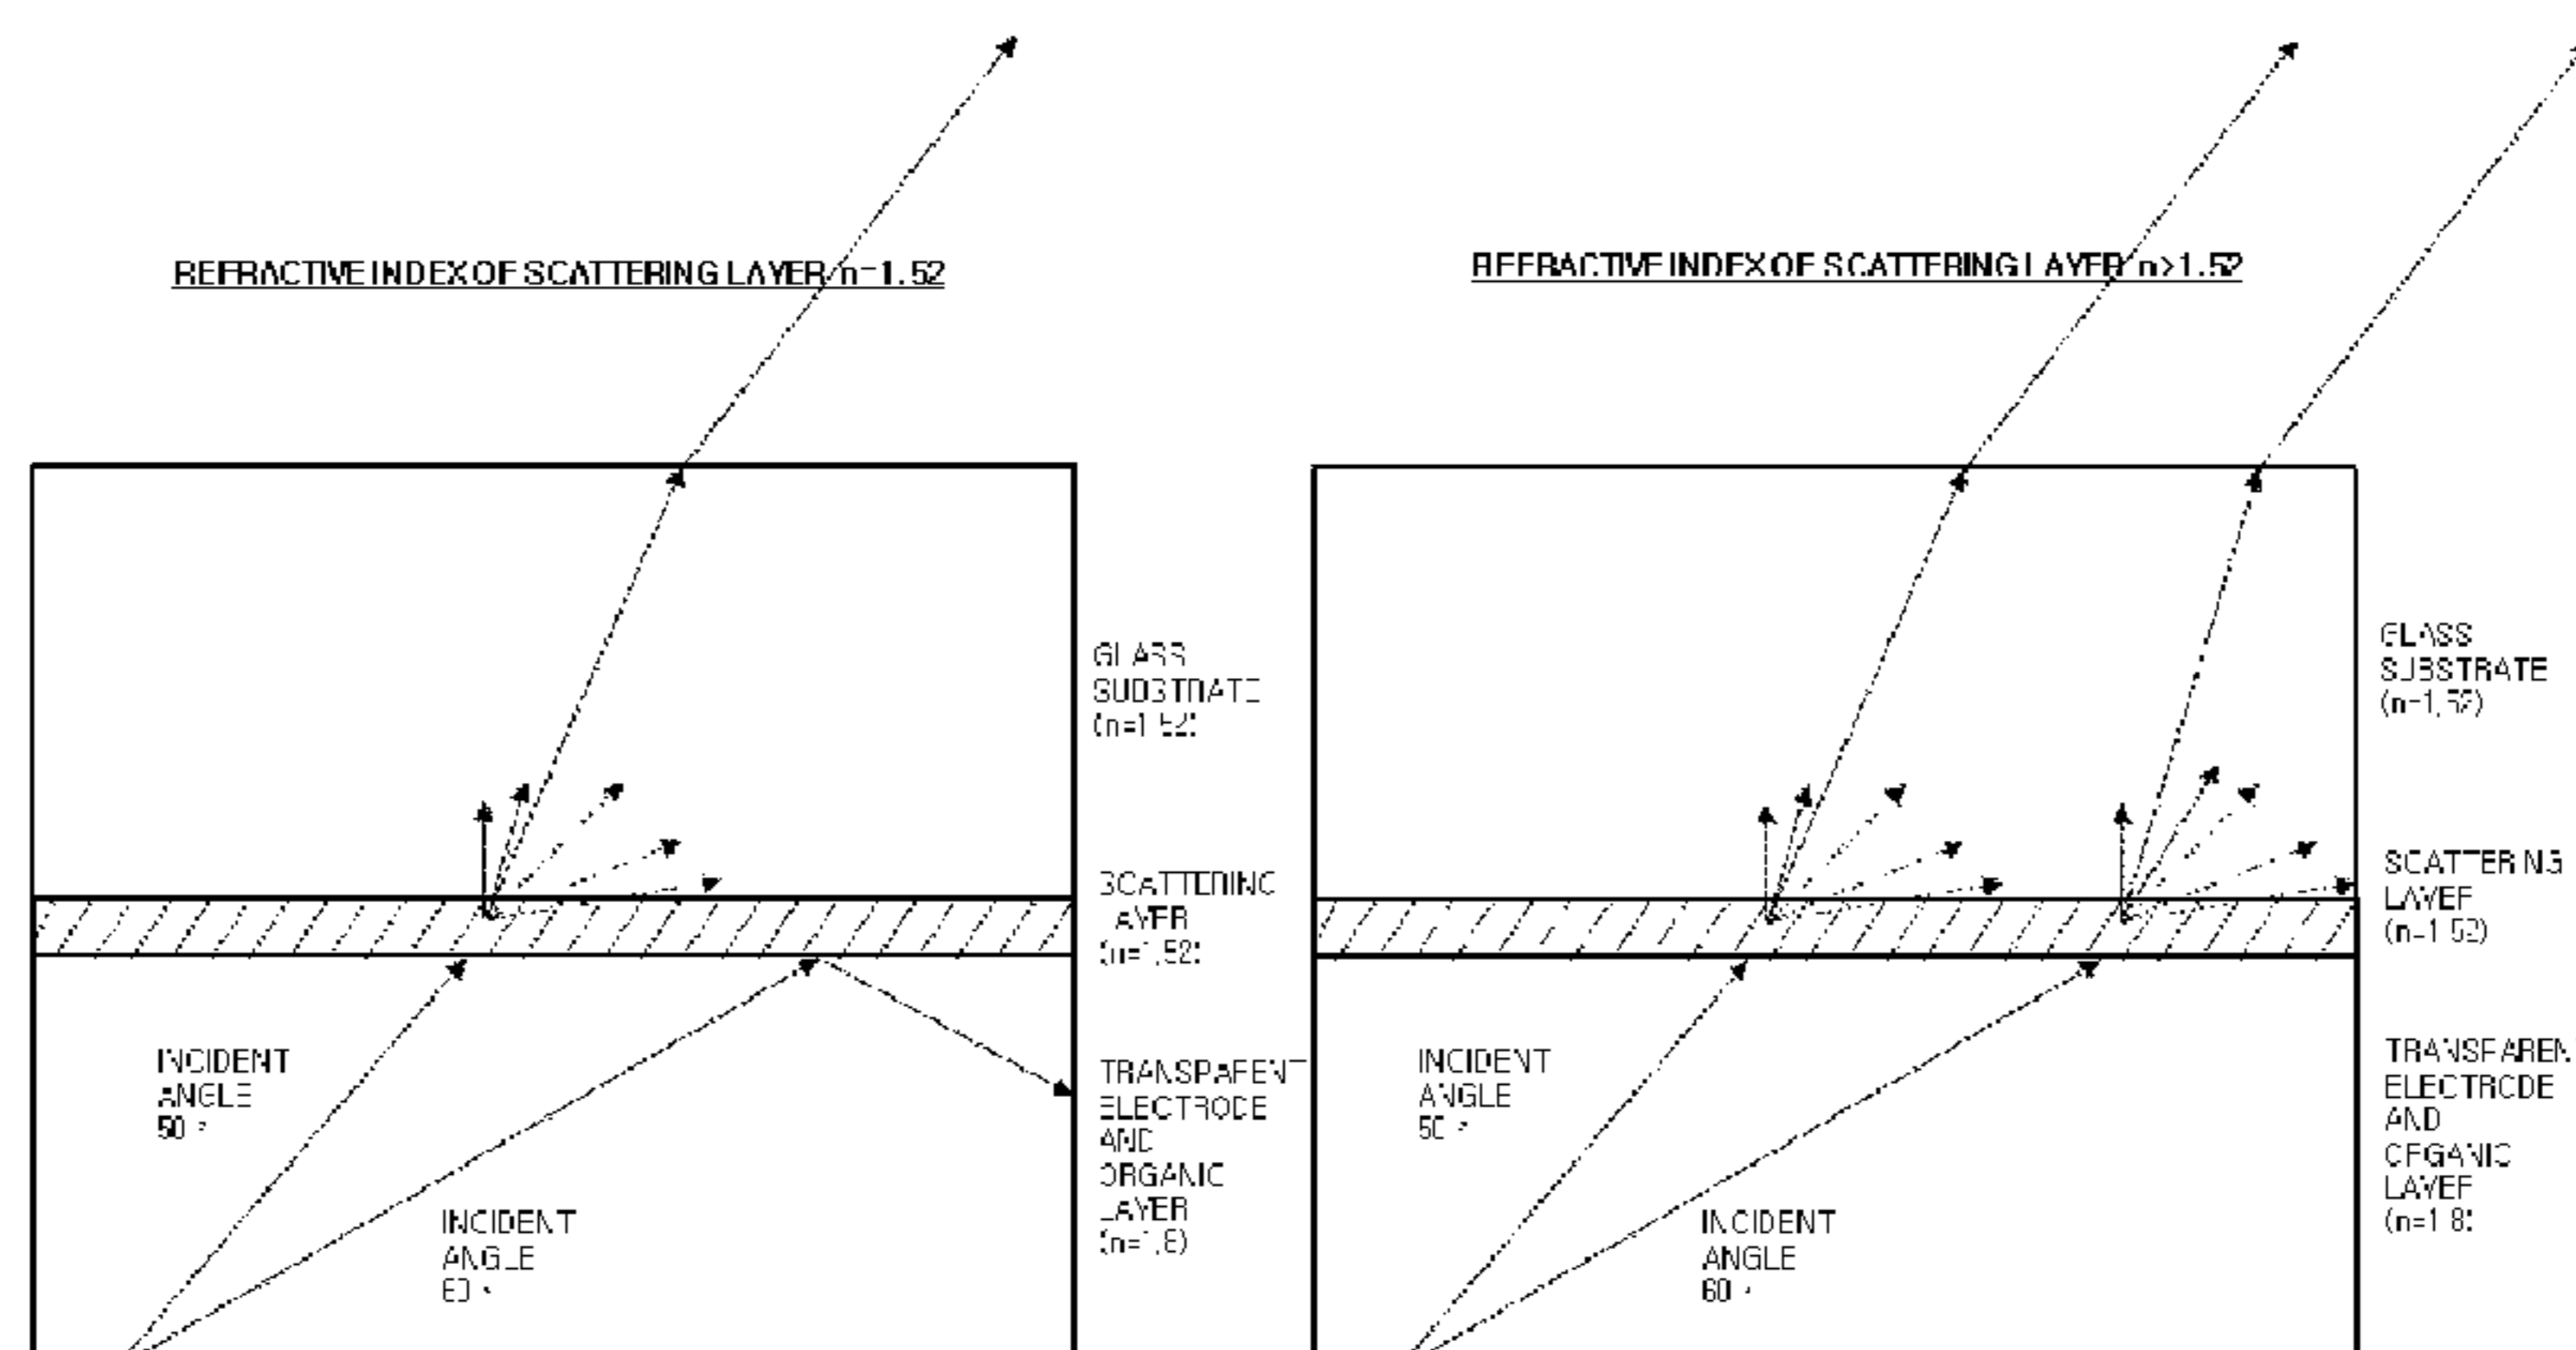 REFRACTIVE INDEX OF SCATTERING LAYER n=1.52
GLASS
SUBSTRATE
(n=1.52)
SCATTERING
LAYER
(n=1.52)
TRANSPARENT
ELECTRODE
AND
ORGANIC
LAYER
(n=1.8)
INCIDENT
ANGLE
50°
INCIDENT
ANGLE
60°
REFRACTIVE INDEX OF SCATTERING LAYER n>1.52
GLASS
SUBSTRATE
(n=1.52)
SCATTERING
LAYER
TRANSPAREN
ELECTRODE
AND
ORGANIC
LAYER
(n=1.8)
INCIDENT
ANGLE
50°
INCIDENT
ANGLE
60°